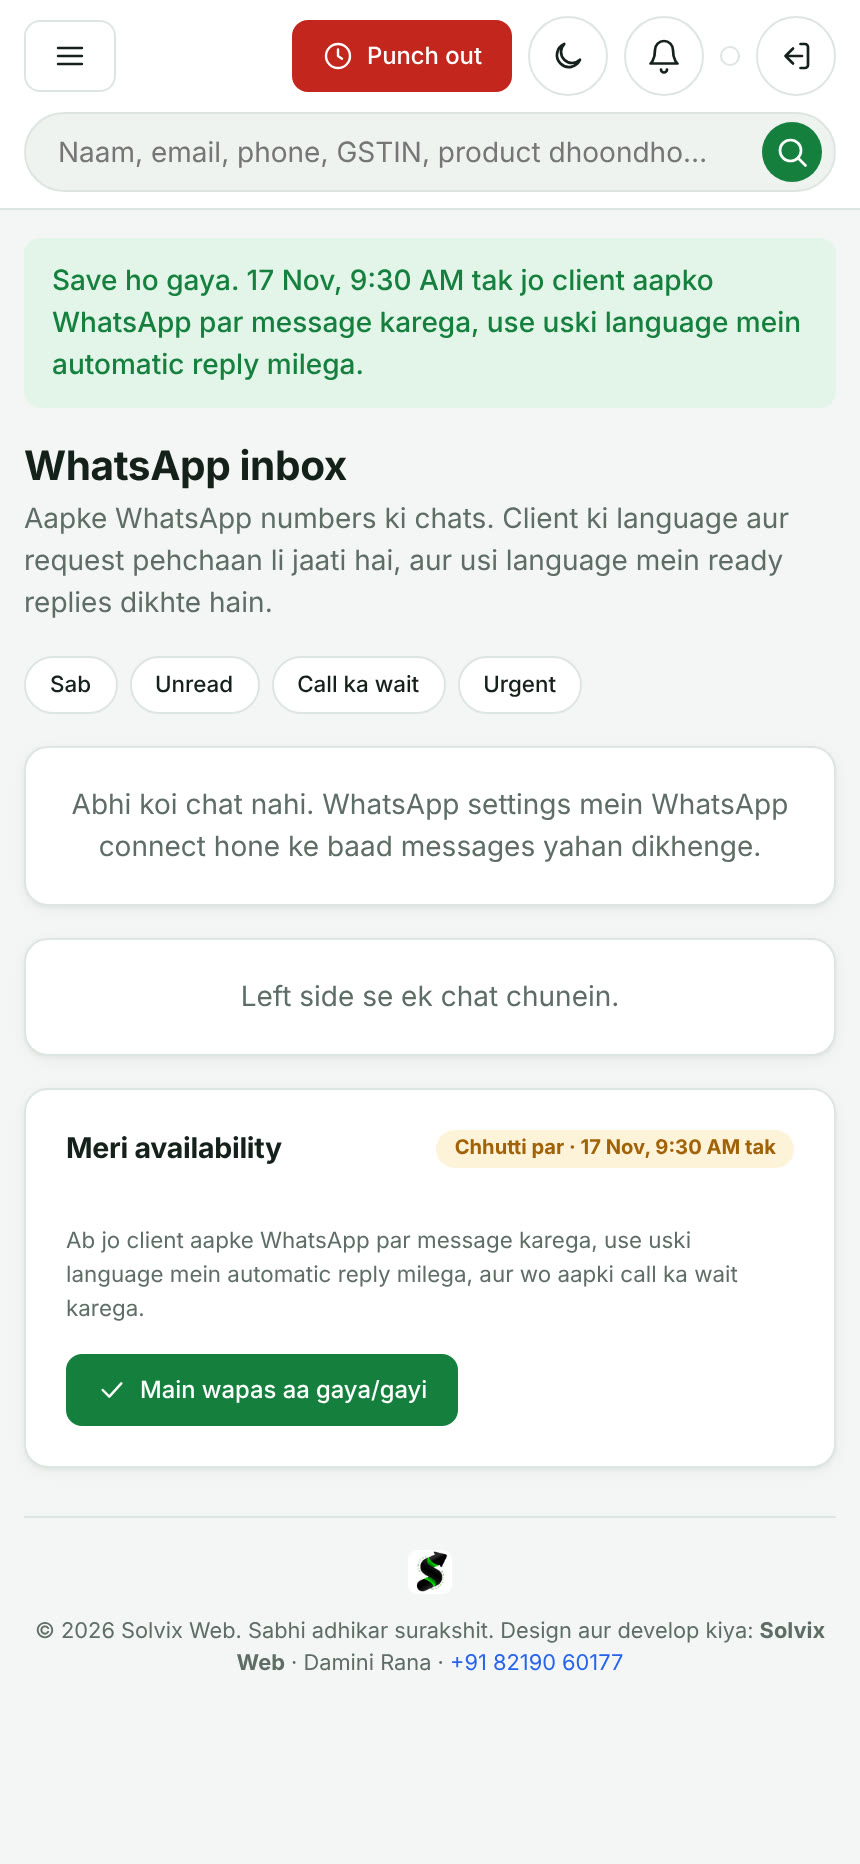 Punch out
Naam, email, phone, GSTIN, product dhoondho...
Save ho gaya. 17 Nov, 9:30 AM tak jo client aapko
WhatsApp par message karega, use uski language mein
automatic reply milega.
WhatsApp inbox
Aapke WhatsApp numbers ki chats. Client ki language aur
request pehchaan li jaati hai, aur usi language mein ready
replies dikhte hain.
Sab
Unread
Call ka wait
Urgent
Abhi koi chat nahi. WhatsApp settings mein WhatsApp
connect hone ke baad messages yahan dikhenge.
Left side se ek chat chunein.
Meri availability
Chhutti par · 17 Nov, 9:30 AM tak
Ab jo client aapke WhatsApp par message karega, use uski
language mein automatic reply milega, aur wo aapki call ka wait
karega.
Main wapas aa gaya/gayi
© 2026 Solvix Web. Sabhi adhikar surakshit. Design aur develop kiya: Solvix
Web · Damini Rana · +91 82190 60177